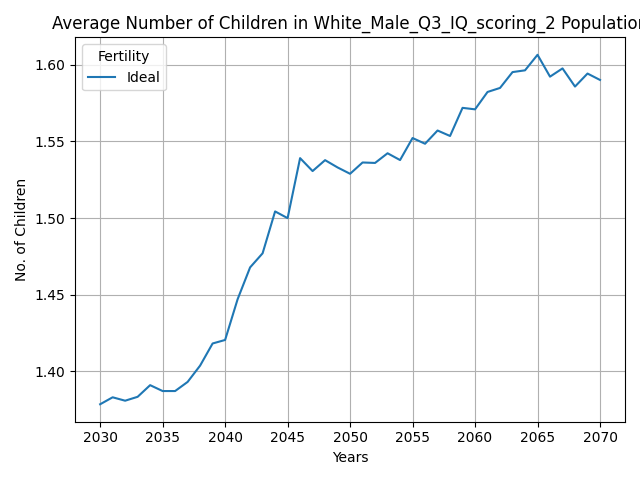 Average Number of Children in White_Male_Q3_IQ_scoring_2 Population
Fertility
Ideal
No. of Children
1.60
1.55
1.50
1.45
1.40
2030 2035 2040 2045 2050 2055 2060 2065 2070
Years